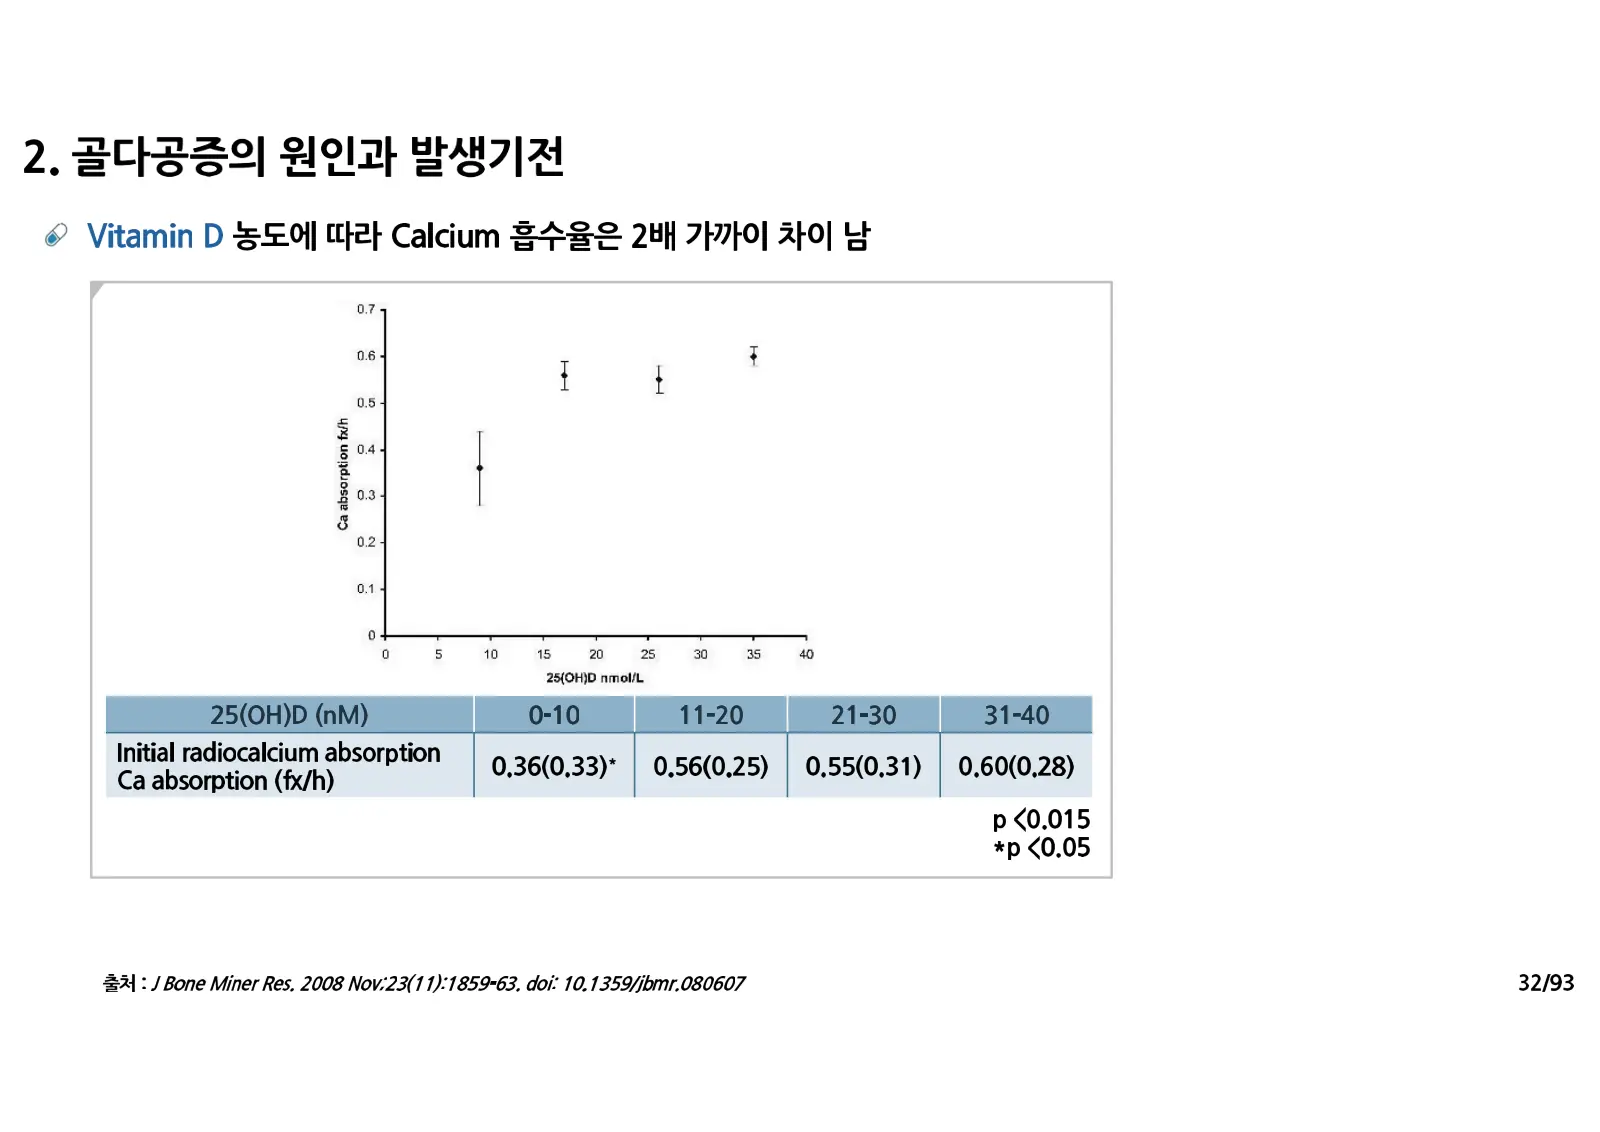 2. 골다공증의 원인과 발생기전
Vitamin D 농도에 따라 Calcium 흡수율은 2배 가까이 차이 남
0.7
0.6
0.5
0.4
0.3
0.2
0.1
0
Ca absorption fx/h
0 5 10 15 20 25 30 35 40
25(OH)D nmol/L
25(OH)D (nM) 0-10 11-20 21-30 31-40
Initial radiocalcium absorption
Ca absorption (fx/h) 0.36(0.33)* 0.56(0.25) 0.55(0.31) 0.60(0.28)
p <0.015
*p <0.05
출처 : J Bone Miner Res. 2008 Nov;23(11):1859-63. doi: 10.1359/jbmr.080607
32/93